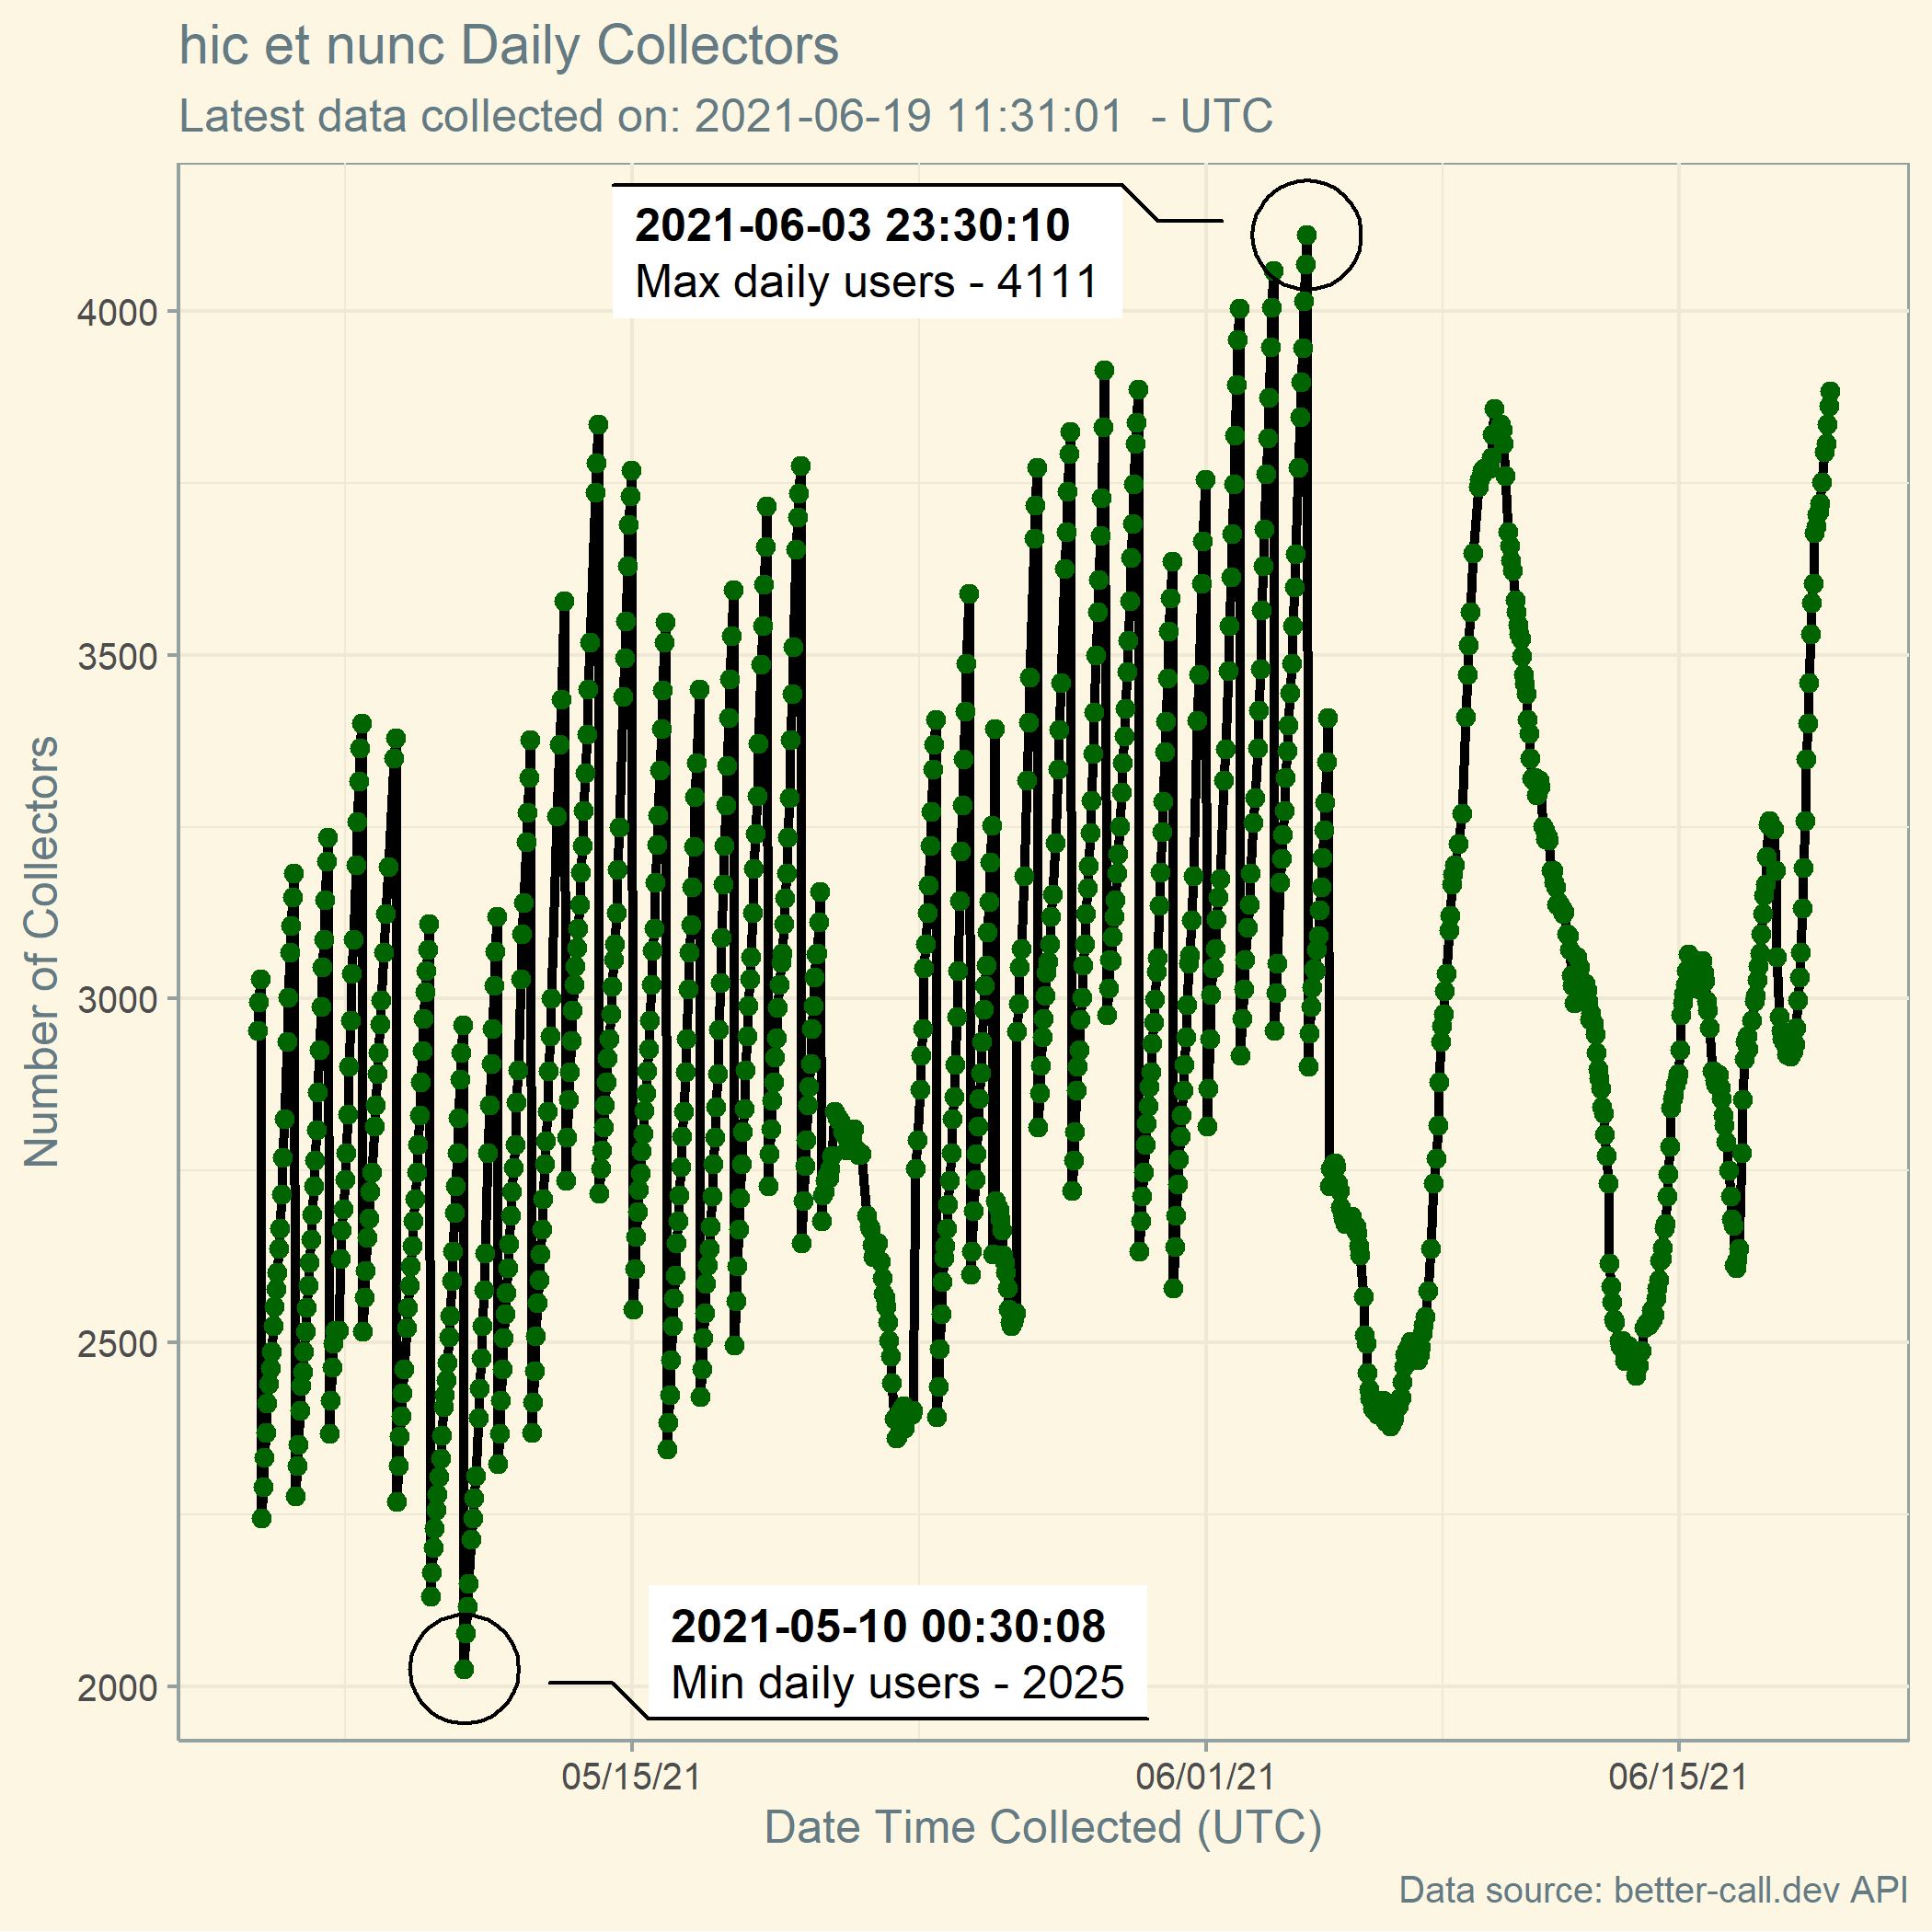 hic et nunc Daily Collectors
Latest data collected on: 2021-06-19 11:31:01  - UTC
2021-06-03 23:30:10
Max daily users - 4111
4000
3500
3000
2500
2000
Number of Collectors
2021-05-10 00:30:08
Min daily users - 2025
05/15/21
06/01/21
06/15/21
Date Time Collected (UTC)
Data source: better-call.dev API